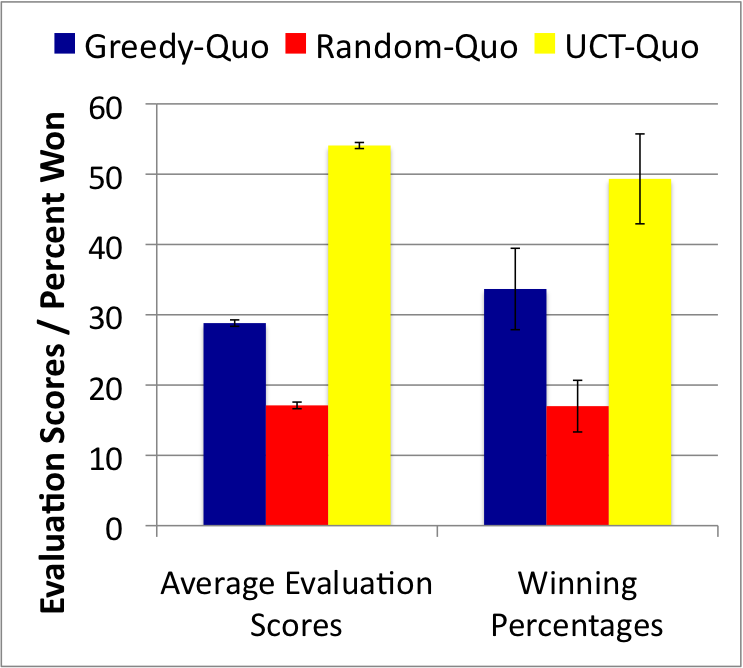 Greedy-Quo Random-Quo UCT-Quo
Evaluation Scores / Percent Won
60
50
40
30
20
10
0
Average Evaluation
Scores
Winning
Percentages